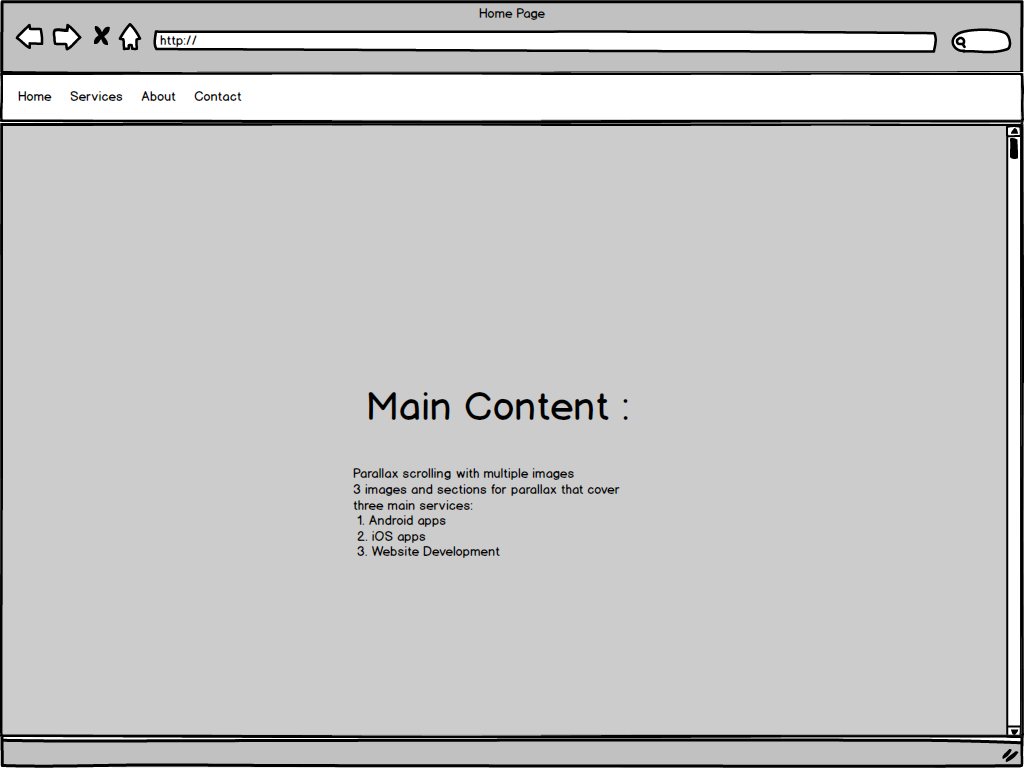 Home Page
http://
Home Services About Contact
Main Content :
Parallax scrolling with multiple images
3 images and sections for parallax that cover
three main services:
1. Android apps
2. iOS apps
3. Website Development